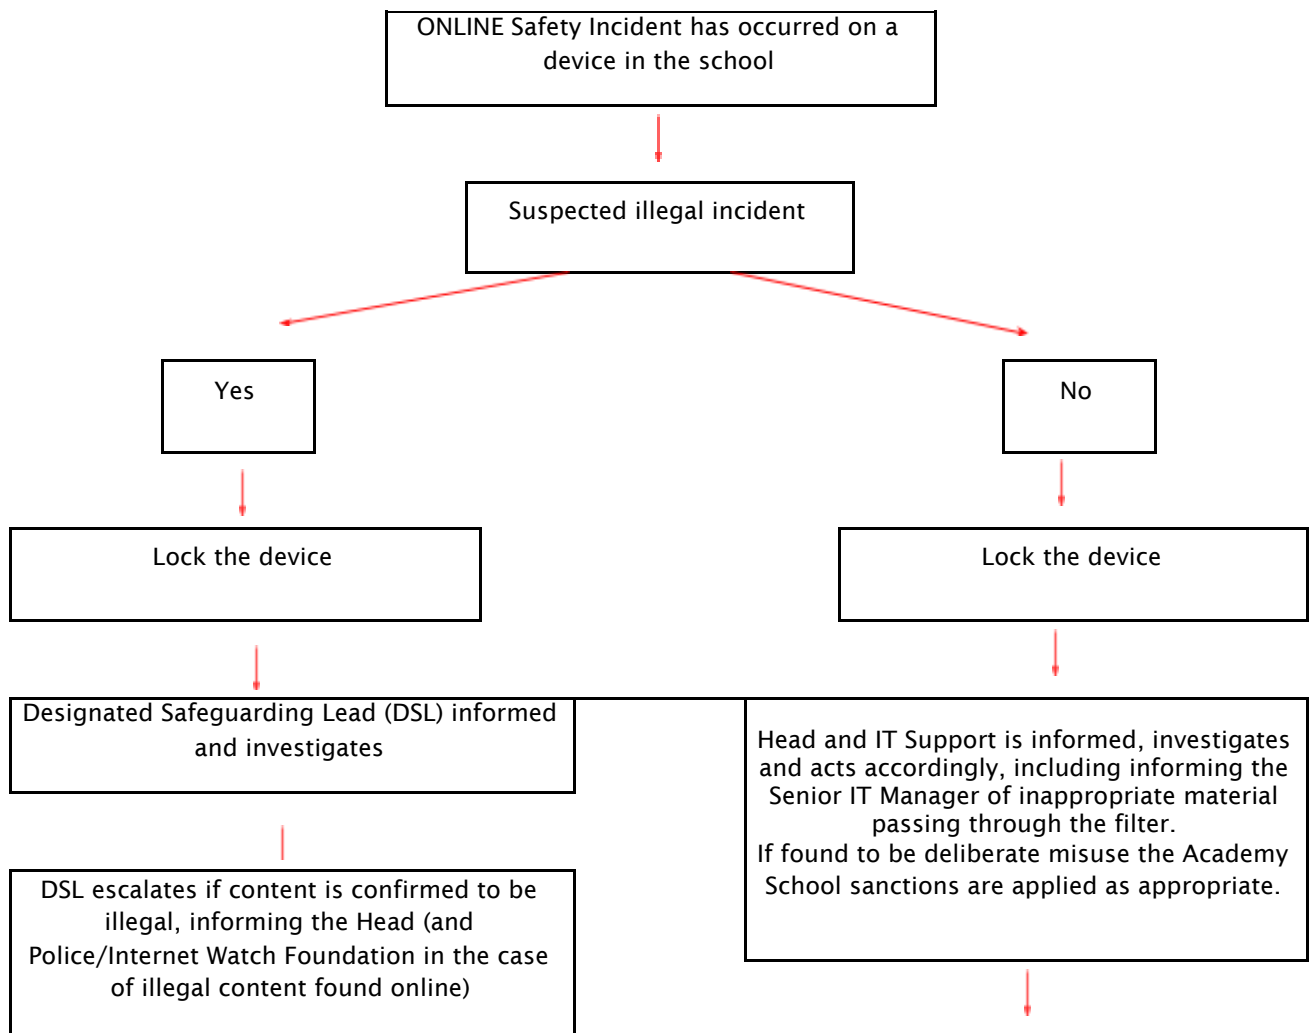 ONLINE Safety Incident has occurred on a
device in the school
Suspected illegal incident
Yes
No
Lock the device
Lock the device
Designated Safeguarding Lead (DSL) informed
and investigates
Head and IT Support is informed, investigates
and acts accordingly, including informing the
Senior IT Manager of inappropriate material
passing through the filter.
If found to be deliberate misuse the Academy
School sanctions are applied as appropriate.
DSL escalates if content is confirmed to be
illegal, informing the Head (and
Police/Internet Watch Foundation in the case
of illegal content found online)